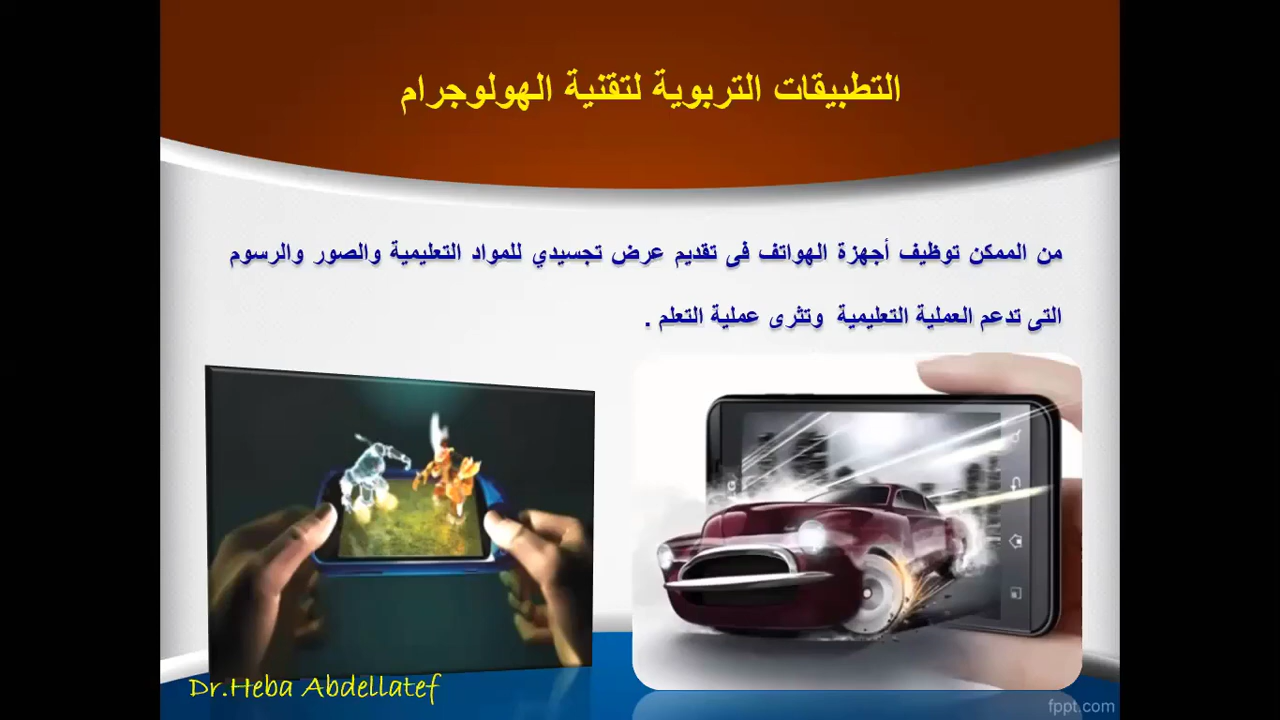 التطبيقات التربوية لتقنية الهولوجرام
من الممكن توظيف أجهزة الهواتف فى تقديم عرض تجسيدي للمواد التعليمية والصور والرسوم
التى تدعم العملية التعليمية وتثرى عملية التعلم .
Dr.Heba Abdellatef
fppt.com